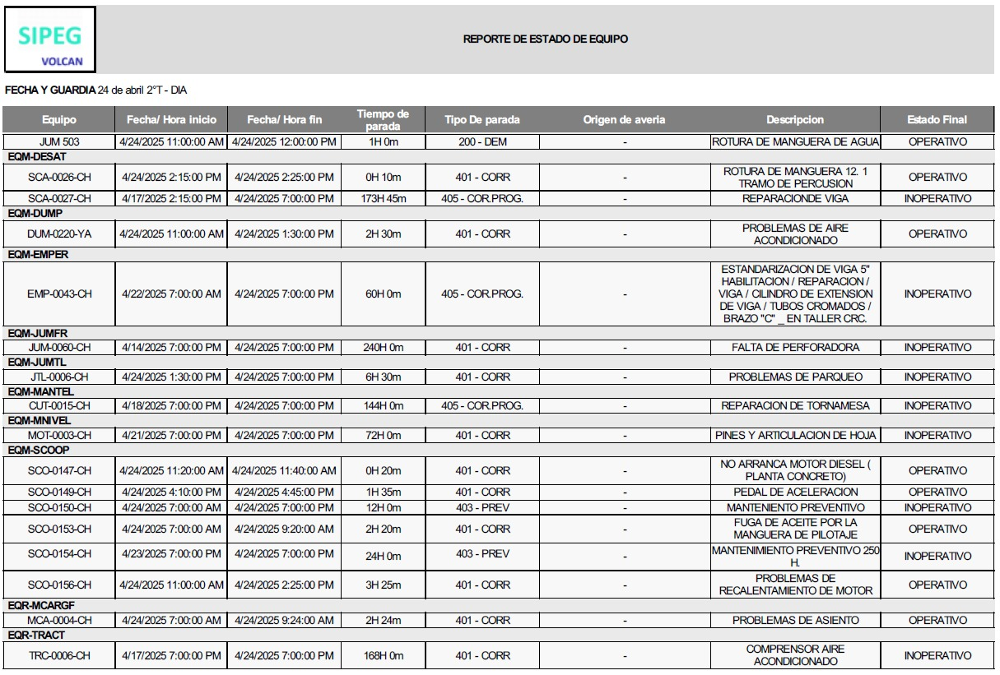 SIPEG
VOLCAN
REPORTE DE ESTADO DE EQUIPO
FECHA Y GUARDIA 24 de abril 2°T - DIA
Equipo Fecha/ Hora inicio Fecha/ Hora fin Tiempo de parada Tipo De parada Origen de averia Descripcion Estado Final
JUM 503 4/24/2025 11:00:00 AM 4/24/2025 12:00:00 PM 1H 0m 200 - DEM - ROTURA DE MANGUERA DE AGUA OPERATIVO
EQM-DESAT
SCA-0026-CH 4/24/2025 2:15:00 PM 4/24/2025 2:25:00 PM 0H 10m 401 - CORR - ROTURA DE MANGUERA 12. 1 TRAMO DE PERCUSION OPERATIVO
SCA-0027-CH 4/17/2025 2:15:00 PM 4/24/2025 7:00:00 PM 173H 45m 405 - COR.PROG. - REPARACIONDE VIGA INOPERATIVO
EQM-DUMP
DUM-0220-YA 4/24/2025 11:00:00 AM 4/24/2025 1:30:00 PM 2H 30m 401 - CORR - PROBLEMAS DE AIRE ACONDICIONADO OPERATIVO
EQM-EMPER
EMP-0043-CH 4/22/2025 7:00:00 AM 4/24/2025 7:00:00 PM 60H 0m 405 - COR.PROG. - ESTANDARIZACION DE VIGA 5" HABILITACION / REPARACION / VIGA / CILINDRO DE EXTENSION DE VIGA / TUBOS CROMADOS / BRAZO "C" _ EN TALLER CRC. INOPERATIVO
EQM-JUMFR
JUM-0060-CH 4/14/2025 7:00:00 PM 4/24/2025 7:00:00 PM 240H 0m 401 - CORR - FALTA DE PERFORADORA INOPERATIVO
EQM-JUMTL
JTL-0006-CH 4/24/2025 1:30:00 PM 4/24/2025 7:00:00 PM 6H 30m 401 - CORR - PROBLEMAS DE PARQUEO INOPERATIVO
EQM-MANTEL
CUT-0015-CH 4/18/2025 7:00:00 PM 4/24/2025 7:00:00 PM 144H 0m 405 - COR.PROG. - REPARACION DE TORNAMESA INOPERATIVO
EQM-MNIVEL
MOT-0003-CH 4/21/2025 7:00:00 PM 4/24/2025 7:00:00 PM 72H 0m 401 - CORR - PINES Y ARTICULACION DE HOJA INOPERATIVO
EQM-SCOOP
SCO-0147-CH 4/24/2025 11:20:00 AM 4/24/2025 11:40:00 AM 0H 20m 401 - CORR - NO ARRANCA MOTOR DIESEL ( PLANTA CONCRETO) OPERATIVO
SCO-0149-CH 4/24/2025 4:10:00 PM 4/24/2025 4:45:00 PM 1H 35m 401 - CORR - PEDAL DE ACELERACION OPERATIVO
SCO-0150-CH 4/24/2025 7:00:00 AM 4/24/2025 7:00:00 PM 12H 0m 403 - PREV - MANTENIENTO PREVENTIVO INOPERATIVO
SCO-0153-CH 4/24/2025 7:00:00 AM 4/24/2025 9:20:00 AM 2H 20m 401 - CORR - FUGA DE ACEITE POR LA MANGUERA DE PILOTAJE OPERATIVO
SCO-0154-CH 4/23/2025 7:00:00 PM 4/24/2025 7:00:00 PM 24H 0m 403 - PREV - MANTENIMIENTO PREVENTIVO 250 H. INOPERATIVO
SCO-0156-CH 4/24/2025 11:00:00 AM 4/24/2025 2:25:00 PM 3H 25m 401 - CORR - PROBLEMAS DE RECALENTAMIENTO DE MOTOR OPERATIVO
EQR-MCARGF
MCA-0004-CH 4/24/2025 7:00:00 AM 4/24/2025 9:24:00 AM 2H 24m 401 - CORR - PROBLEMAS DE ASIENTO OPERATIVO
EQR-TRACT
TRC-0006-CH 4/17/2025 7:00:00 PM 4/24/2025 7:00:00 PM 168H 0m 401 - CORR - COMPRENSOR AIRE ACONDICIONADO INOPERATIVO